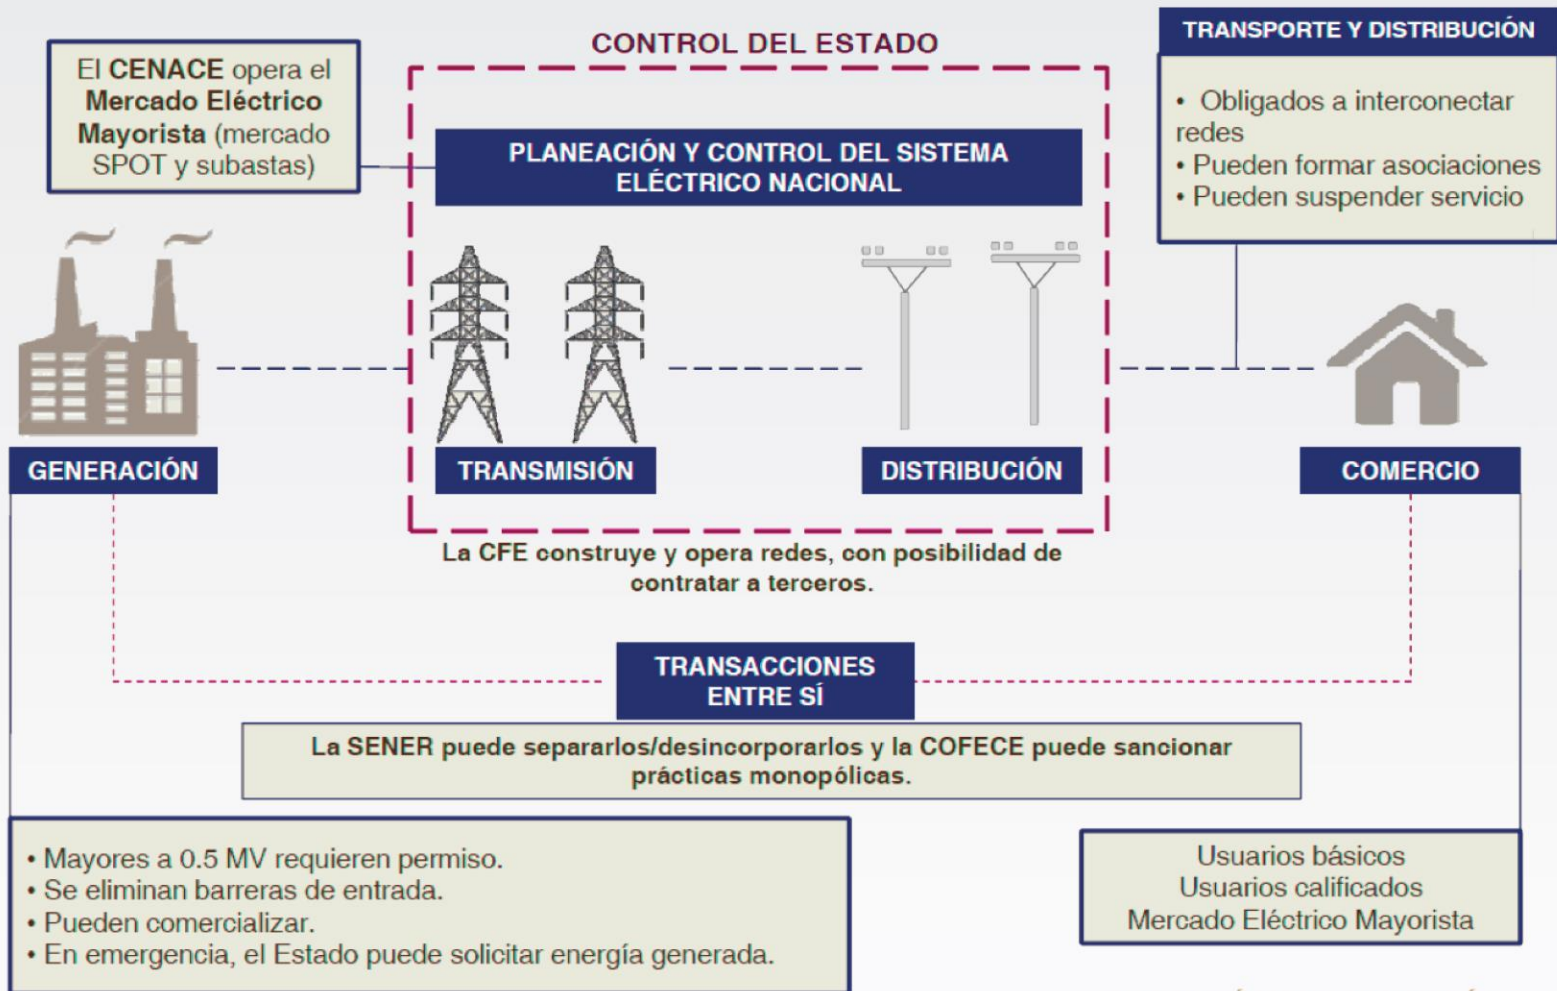 CONTROL DEL ESTADO
El CENACE opera el
Mercado Eléctrico
Mayorista (mercado
SPOT y subastas)
PLANEACIÓN Y CONTROL DEL SISTEMA
ELÉCTRICO NACIONAL
TRANSPORTE Y DISTRIBUCIÓN
• Obligados a interconectar
redes
• Pueden formar asociaciones
• Pueden suspender servicio
GENERACIÓN
TRANSMISIÓN
DISTRIBUCIÓN
COMERCIO
La CFE construye y opera redes, con posibilidad de
contratar a terceros.
TRANSACCIONES
ENTRE SÍ
La SENER puede separarlos/desincorporarlos y la COFECE puede sancionar
prácticas monopólicas.
• Mayores a 0.5 MV requieren permiso.
• Se eliminan barreras de entrada.
• Pueden comercializar.
• En emergencia, el Estado puede solicitar energía generada.
Usuarios básicos
Usuarios calificados
Mercado Eléctrico Mayorista